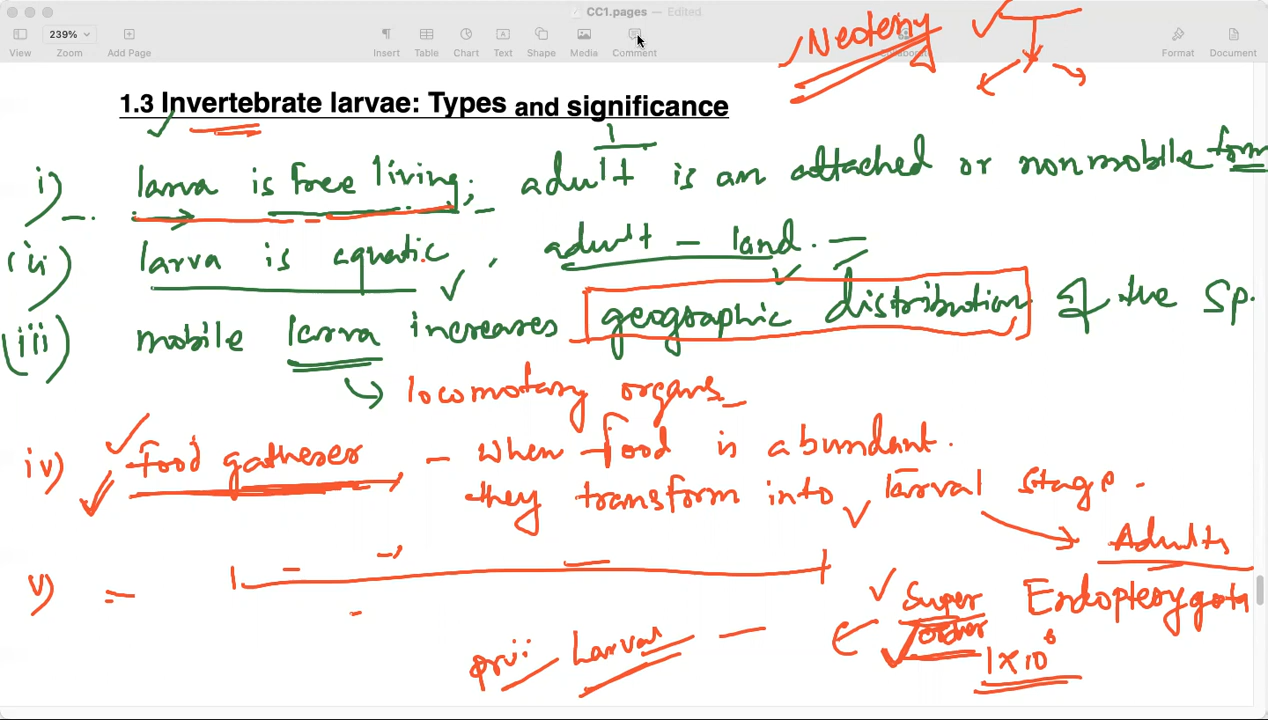 CC1.pages — Edited
239%
View Zoom Add Page Insert Table Chart Text Shape Media Comment Format Document
Neoteny
1.3 Invertebrate larvae: Types and significance
i) larva is free living; adult is an attached or nonmobile form
(ii) larva is aquatic, adult - land.
(iii) mobile larva increases geographic distribution of the Sp.
locomotory organs
iv) food gatherer - when food is abundant.
they transform into larval stage.
Adults
v)
Super Endopterygota
order
Larval
1X10